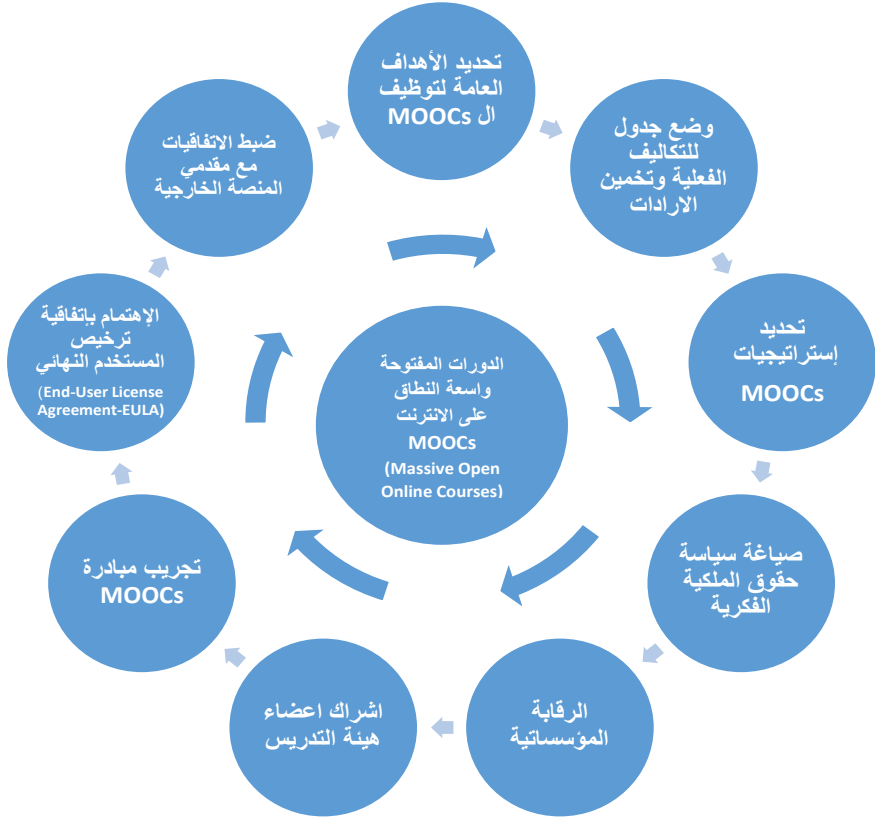 تحديد الأهداف
العامة لتوظيف
ال MOOCs
وضع جدول
للتكاليف
الفعلية وتخمين
الارادات
تحديد
إستراتيجيات
MOOCs
صياغة سياسة
حقوق الملكية
الفكرية
الرقابة
المؤسساتية
اشراك اعضاء
هيئة التدريس
تجريب مبادرة
MOOCs
الإهتمام بإتفاقية
ترخيص
المستخدم النهائي
(End-User License
Agreement-EULA)
ضبط الاتفاقيات
مع مقدمي
المنصة الخارجية
الدورات المفتوحة
واسعة النطاق
على الانترنت
MOOCs
(Massive Open
Online Courses)